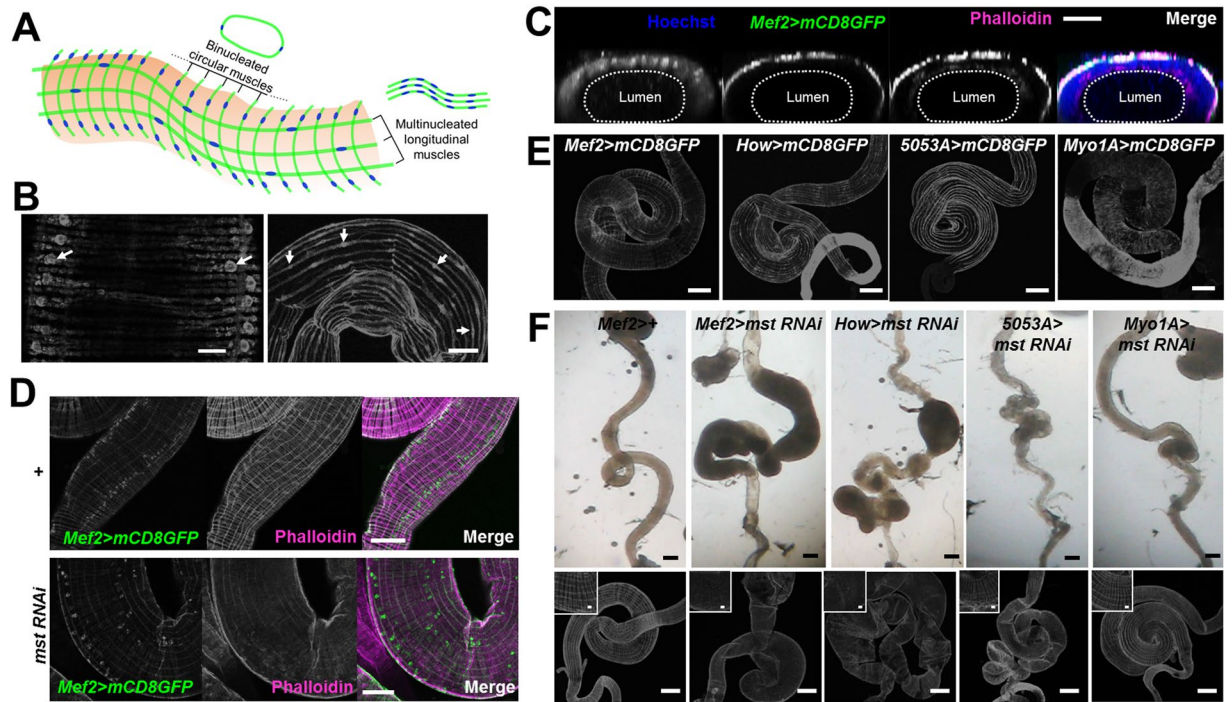 A
Binucleated
circular muscles
Multinucleated
longitudinal
muscles
B
C
Hoechst
Mef2>mCD8GFP
Phalloidin
Merge
Lumen
Lumen
Lumen
Lumen
D
+
Mef2>mCD8GFP
Phalloidin
Merge
mst RNAi
Mef2>mCD8GFP
Phalloidin
Merge
E
Mef2>mCD8GFP
How>mCD8GFP
5053A>mCD8GFP
Myo1A>mCD8GFP
F
Mef2>+
Mef2>mst RNAi
How>mst RNAi
5053A>
mst RNAi
Myo1A>
mst RNAi